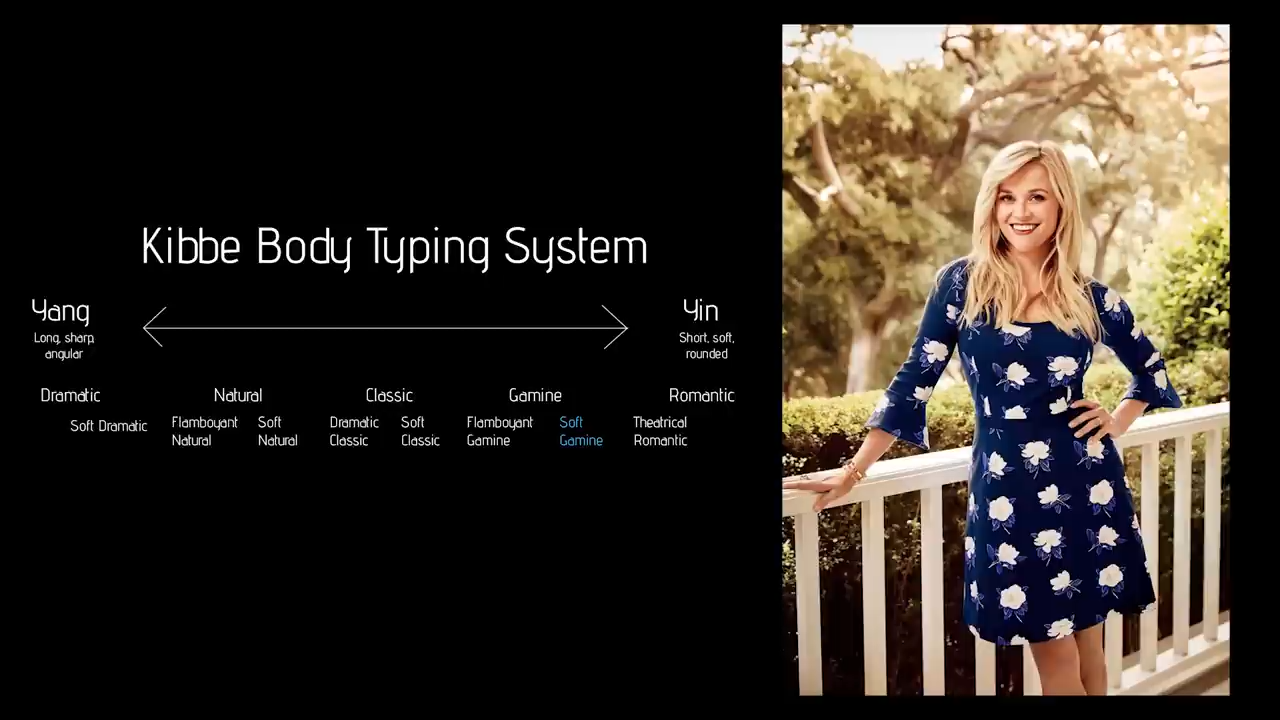 Kibbe Body Typing System
Yang
Yin
Long, sharp,
angular
Short, soft,
rounded
Dramatic
Natural
Classic
Gamine
Romantic
Soft Dramatic
Flamboyant
Natural
Soft
Natural
Dramatic
Classic
Soft
Classic
Flamboyant
Gamine
Soft
Gamine
Theatrical
Romantic